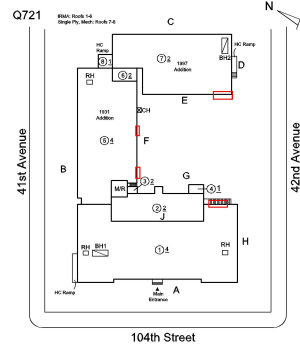 Q721
IRMA: Roofs 1-6
Single Ply, Mech: Roofs 7-8
N
C
HC
Ramp
8 1
7 2
1997
Addition
HC Ramp
BH2
D
6 2
RH
E
CH
1931
Addition
5 4
F
41st Avenue
42nd Avenue
B
M/R
3 2
G
4 1
2 2
J
RH
BH1
1 4
RH
H
HC Ramp
Main
Entrance
A
104th Street